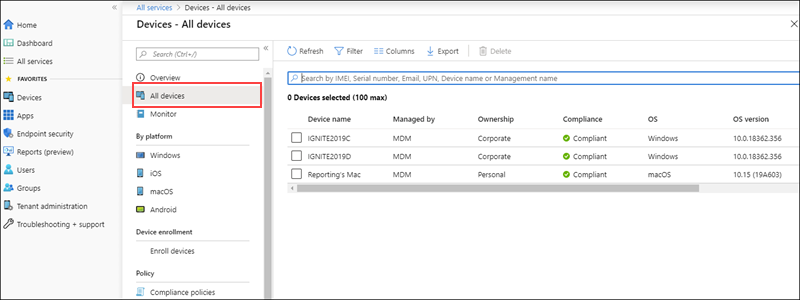 All services > Devices - All devices
Home
Dashboard
All services
FAVORITES
Devices
Apps
Endpoint security
Reports (preview)
Users
Groups
Tenant administration
Troubleshooting + support
Devices - All devices
Search (Ctrl+/)
Overview
All devices
Monitor
By platform
Windows
iOS
macOS
Android
Device enrollment
Enroll devices
Policy
Compliance policies
Refresh Filter Columns Export Delete
Search by IMEI, Serial number, Email, UPN, Device name or Management name
0 Devices selected (100 max)
Device name Managed by Ownership Compliance OS OS version
IGNITE2019C MDM Corporate Compliant Windows 10.0.18362.356
IGNITE2019D MDM Corporate Compliant Windows 10.0.18362.356
Reporting's Mac MDM Personal Compliant macOS 10.15 (19A603)